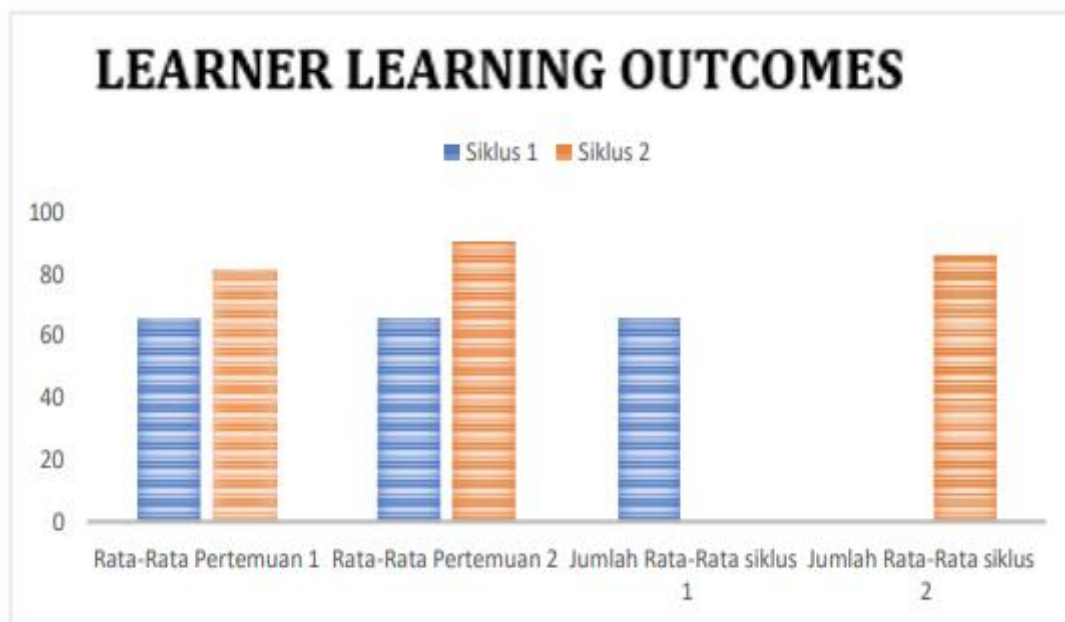 LEARNER LEARNING OUTCOMES
Siklus 1 Siklus 2
100
80
60
40
20
0
Rata-Rata Pertemuan 1 Rata-Rata Pertemuan 2 Jumlah Rata-Rata siklus 1 Jumlah Rata-Rata siklus 2